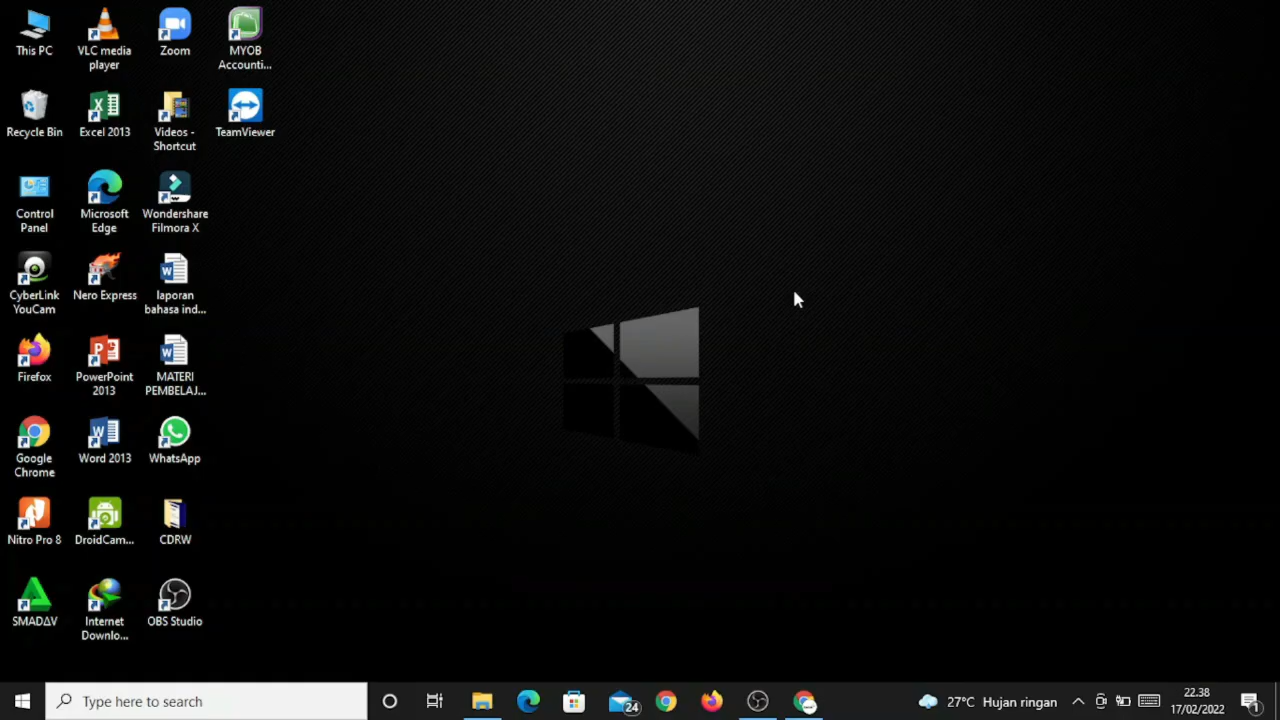 This PC
VLC media
player
Zoom
MYOB
Accounti...
Recycle Bin
Excel 2013
Videos -
Shortcut
TeamViewer
Control
Panel
Microsoft
Edge
Wondershare
Filmora X
CyberLink
YouCam
Nero Express
laporan
bahasa ind...
Firefox
PowerPoint
2013
MATERI
PEMBELAJ...
Google
Chrome
Word 2013
WhatsApp
Nitro Pro 8
DroidCam...
CDRW
SMADΔV
Internet
Downlo...
OBS Studio
Type here to search
24
27°C Hujan ringan
22.38
17/02/2022
1